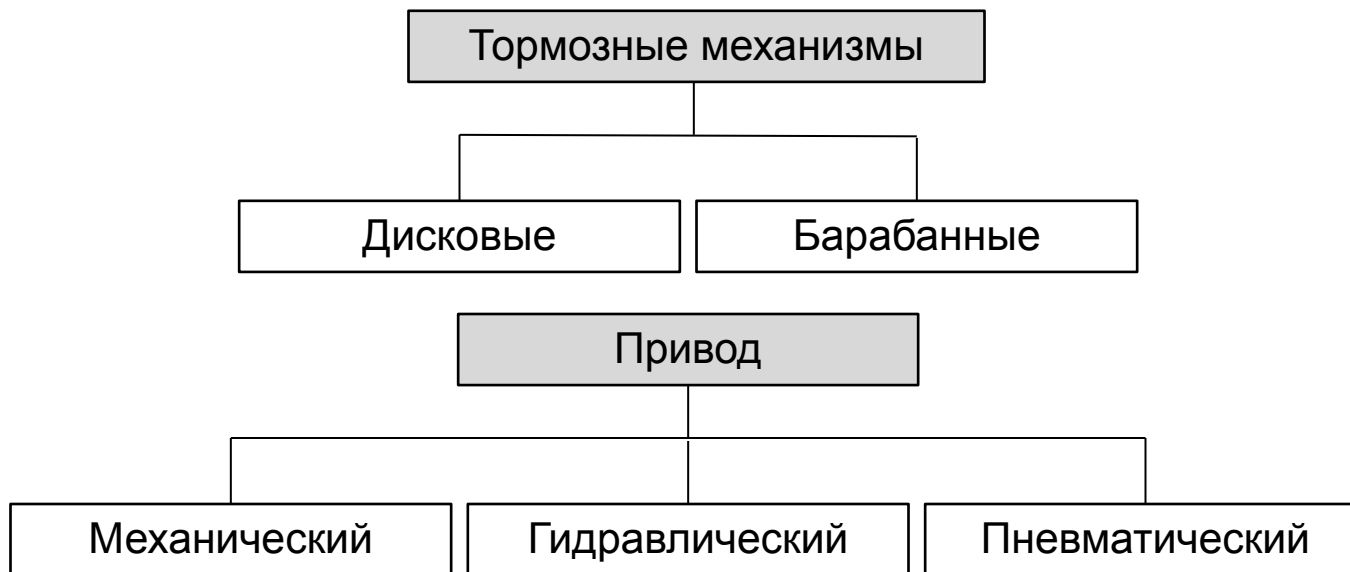 Тормозные механизмы
Дисковые
Барабанные
Привод
Механический
Гидравлический
Пневматический